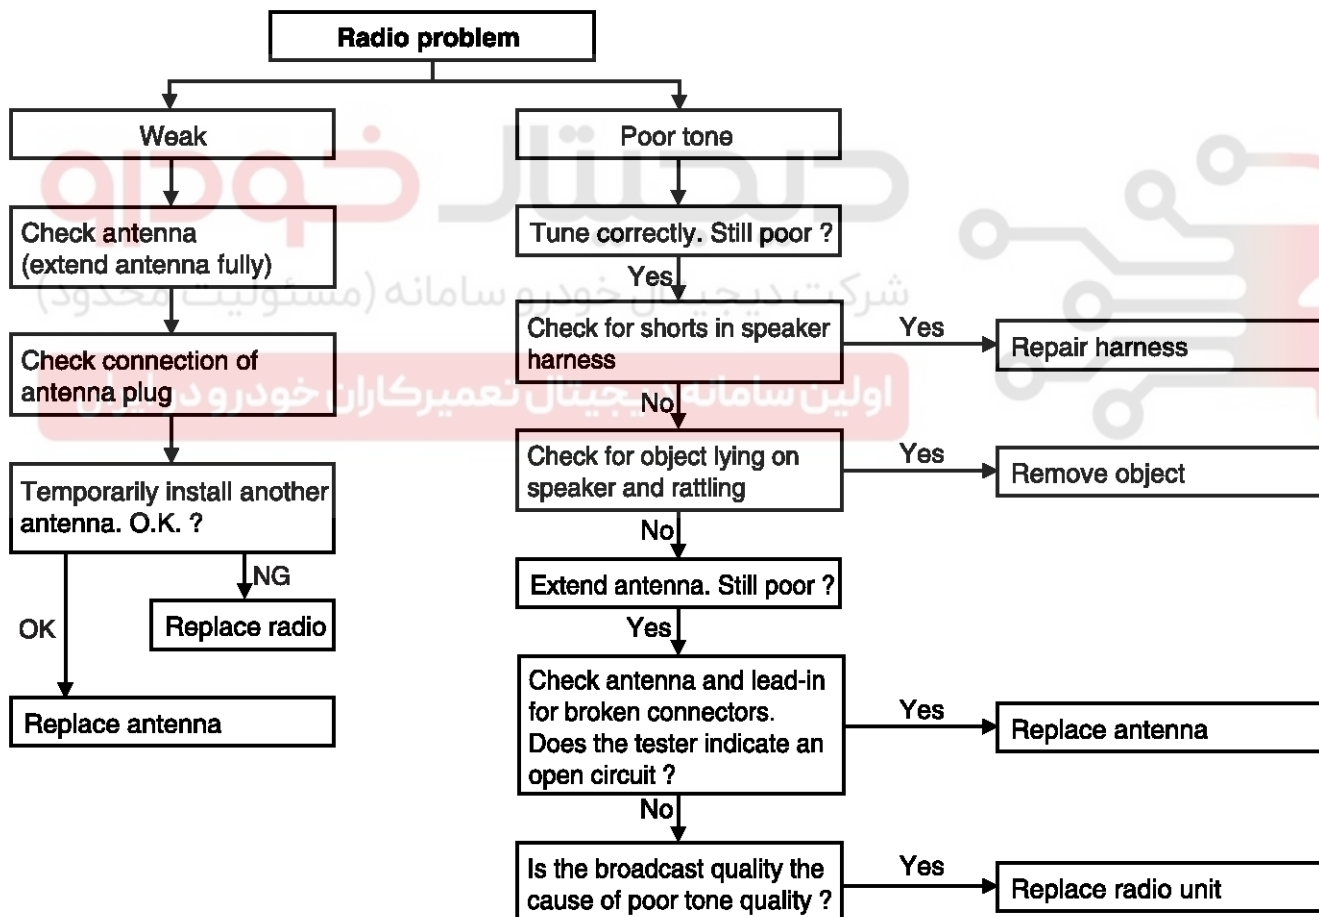 Radio problem
Weak
Poor tone
دیجیتال خودرو
Check antenna
(extend antenna fully)
Tune correctly. Still poor ?
Yes
شرکت دیجیتال خودرو سامانه (مسئولیت محدود)
Check for shorts in speaker
harness
Yes
Repair harness
Check connection of
antenna plug
اولین سامانه دیجیتال تعمیرکاران خودرو در ایران
No
Check for object lying on
speaker and rattling
Yes
Remove object
Temporarily install another
antenna. O.K. ?
No
NG
Extend antenna. Still poor ?
Replace radio
OK
Yes
Check antenna and lead-in
for broken connectors.
Does the tester indicate an
open circuit ?
Yes
Replace antenna
Replace antenna
No
Is the broadcast quality the
cause of poor tone quality ?
Yes
Replace radio unit